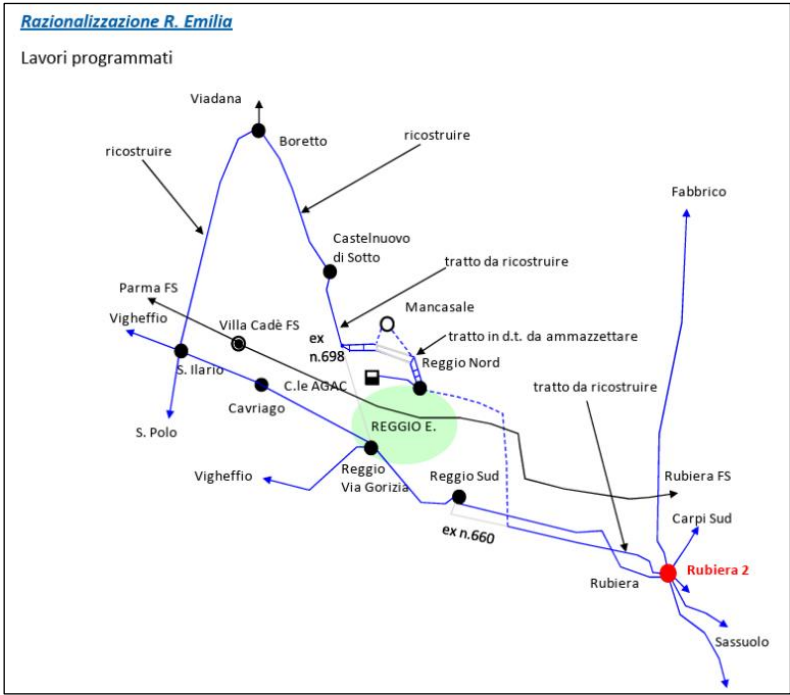 Razionalizzazione R. Emilia
Lavori programmati
Viadana
Boretto
ricostruire
ricostruire
Fabbrico
Castelnuovo
di Sotto
tratto da ricostruire
Parma FS
Mancasale
Vigheffio
Villa Cadè FS
ex
n.698
tratto in d.t. da ammazzettare
Reggio Nord
S. Ilario
C.le AGAC
tratto da ricostruire
Cavriago
S. Polo
REGGIO E.
Reggio
Via Gorizia
Vigheffio
Reggio Sud
Rubiera FS
Carpi Sud
ex n.660
Rubiera
Rubiera 2
Sassuolo